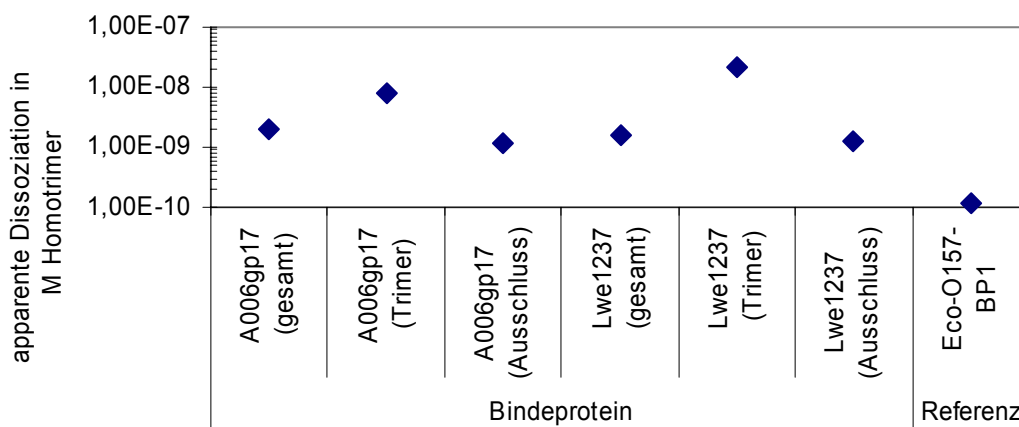 apparente Dissoziation in
M Homotrimer
1,00E-07
1,00E-08
1,00E-09
1,00E-10
A006gp17
(gesamt)
A006gp17
(Trimer)
A006gp17
(Ausschluss)
Lwe1237
(gesamt)
Lwe1237
(Trimer)
Lwe1237
(Ausschluss)
Eco-O157-
BP1
Bindeprotein
Referenz